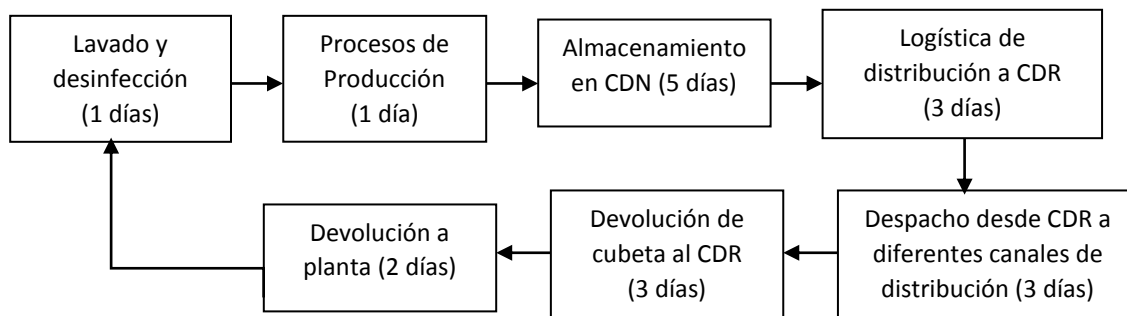 Lavado y
desinfección
(1 días)
Procesos de
Producción
(1 día)
Almacenamiento
en CDN (5 días)
Logística de
distribución a CDR
(3 días)
Despacho desde CDR a
diferentes canales de
distribución (3 días)
Devolución de
cubeta al CDR
(3 días)
Devolución a
planta (2 días)